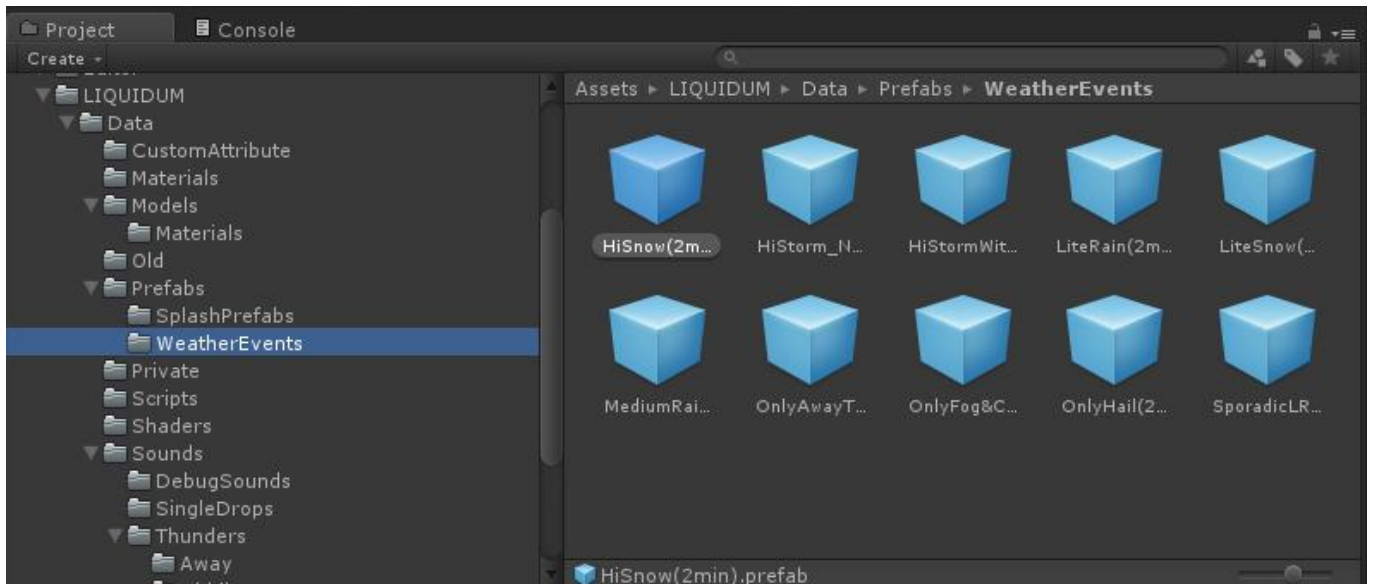 Project
Console
Create
Assets ▸ LIQUIDUM ▸ Data ▸ Prefabs ▸ WeatherEvents
LIQUIDUM
Data
CustomAttribute
Materials
Models
Materials
Old
Prefabs
SplashPrefabs
WeatherEvents
Private
Scripts
Shaders
Sounds
DebugSounds
SingleDrops
Thunders
Away
HiSnow(2m...
HiStorm_N...
HiStormWit...
LiteRain(2m...
LiteSnow(...
MediumRai...
OnlyAwayT...
OnlyFog&C...
OnlyHail(2...
SporadicLR...
HiSnow(2min).prefab